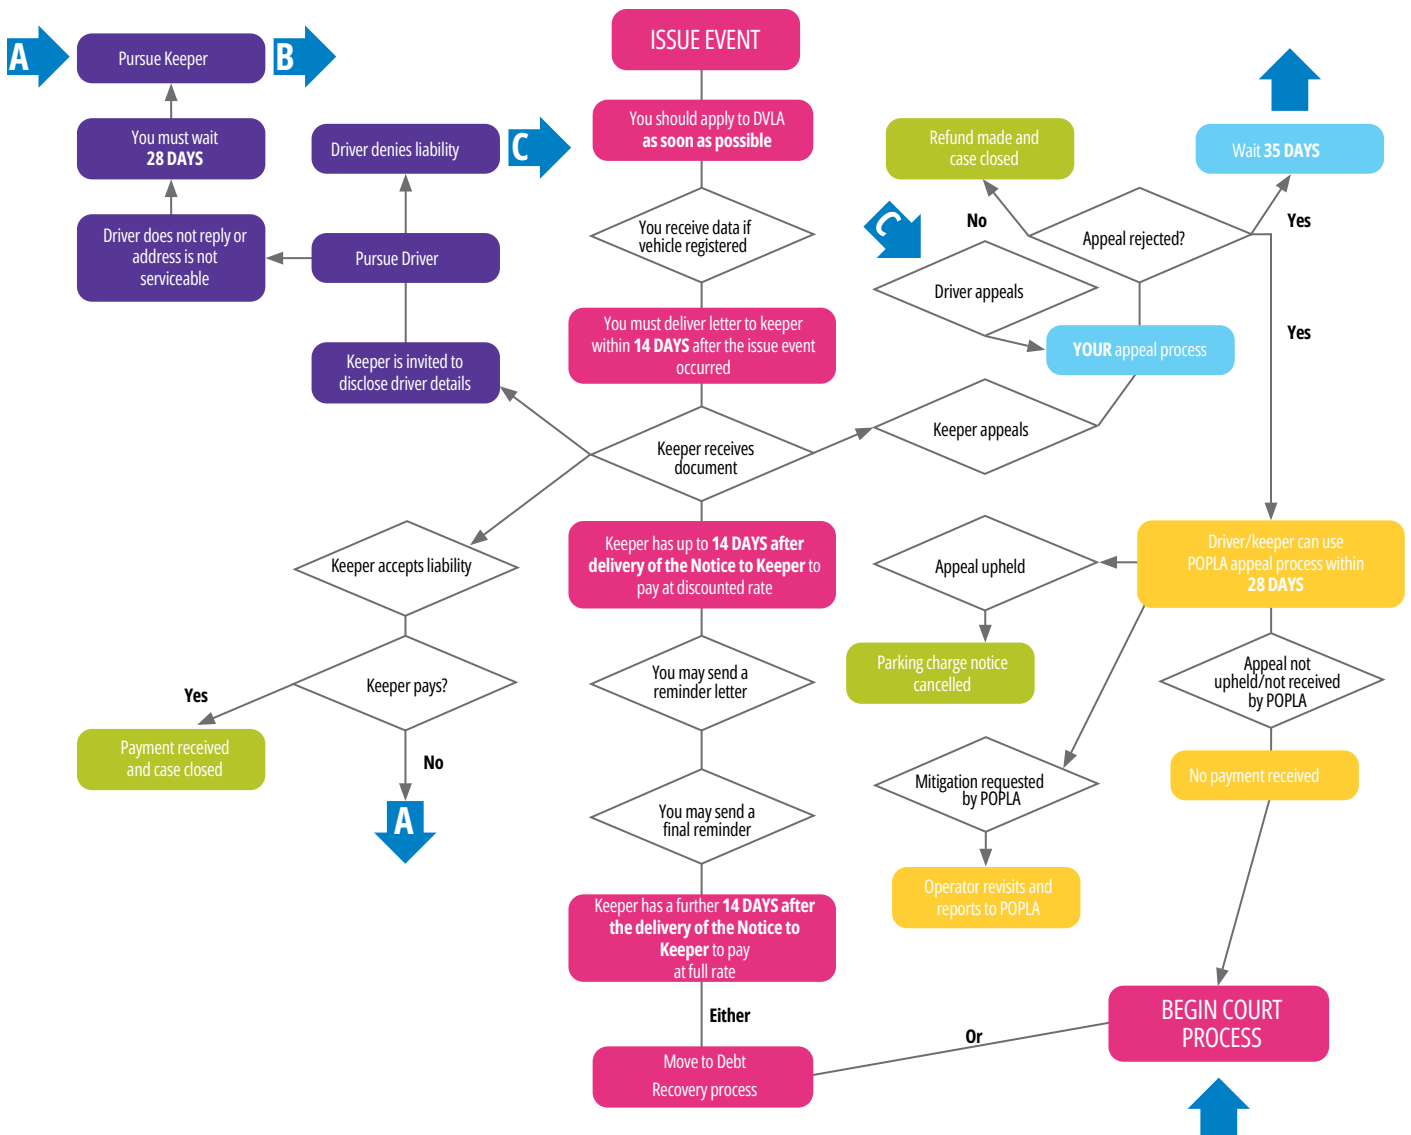 A
Pursue Keeper
B
You must wait
28 DAYS
Driver does not reply or
address is not
serviceable
Driver denies liability
C
Pursue Driver
Keeper is invited to
disclose driver details
Keeper accepts liability
Keeper pays?
Yes
Payment received
and case closed
No
A
ISSUE EVENT
You should apply to DVLA
as soon as possible
You receive data if
vehicle registered
You must deliver letter to keeper
within 14 DAYS after the issue event
occurred
Keeper receives
document
Keeper has up to 14 DAYS after
delivery of the Notice to Keeper to
pay at discounted rate
You may send a
reminder letter
You may send a
final reminder
Keeper has a further 14 DAYS after
the delivery of the Notice to
Keeper to pay
at full rate
Either
Move to Debt
Recovery process
Or
Refund made and
case closed
Wait 35 DAYS
C
No
Appeal rejected?
Yes
Driver appeals
Yes
YOUR appeal process
Keeper appeals
Appeal upheld
Driver/keeper can use
POPLA appeal process within
28 DAYS
Parking charge notice
cancelled
Appeal not
upheld/not received
by POPLA
Mitigation requested
by POPLA
No payment received
Operator revisits and
reports to POPLA
BEGIN COURT
PROCESS